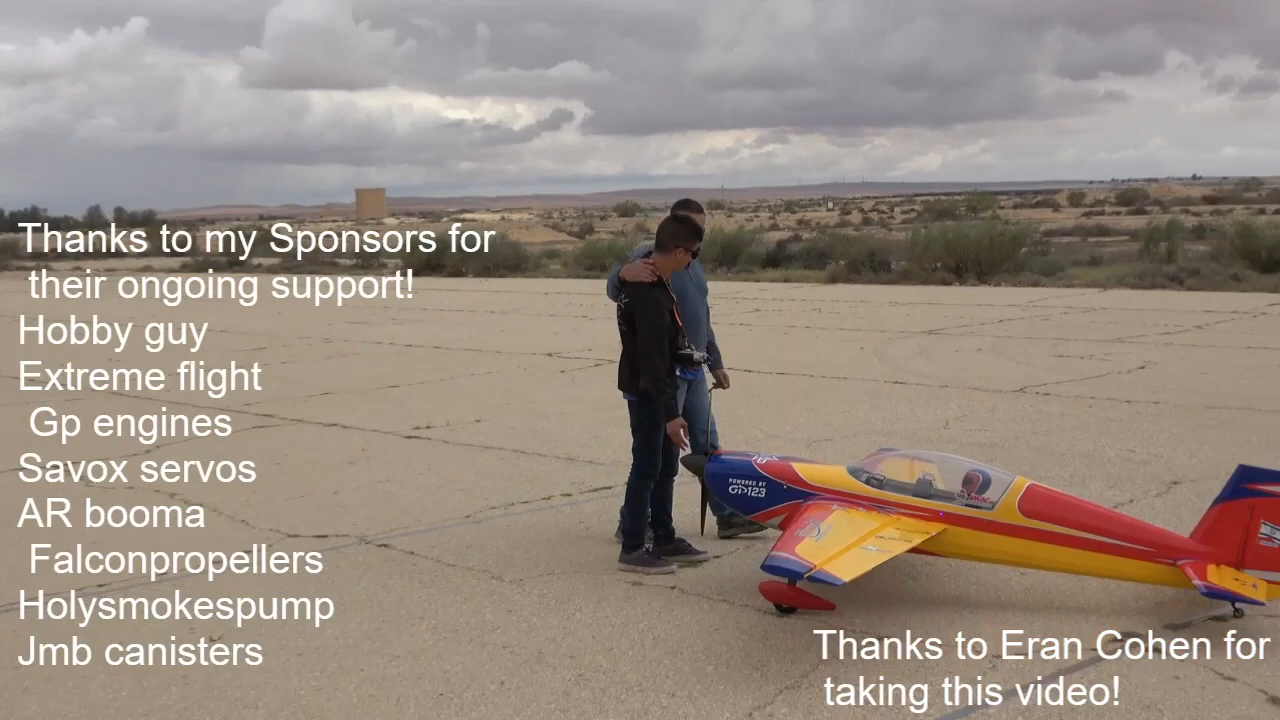 Thanks to my Sponsors for
their ongoing support!
Hobby guy
Extreme flight
Gp engines
Savox servos
AR booma
Falconpropellers
Holysmokespump
Jmb canisters
POWERED BY
GP123
Thanks to Eran Cohen for
taking this video!